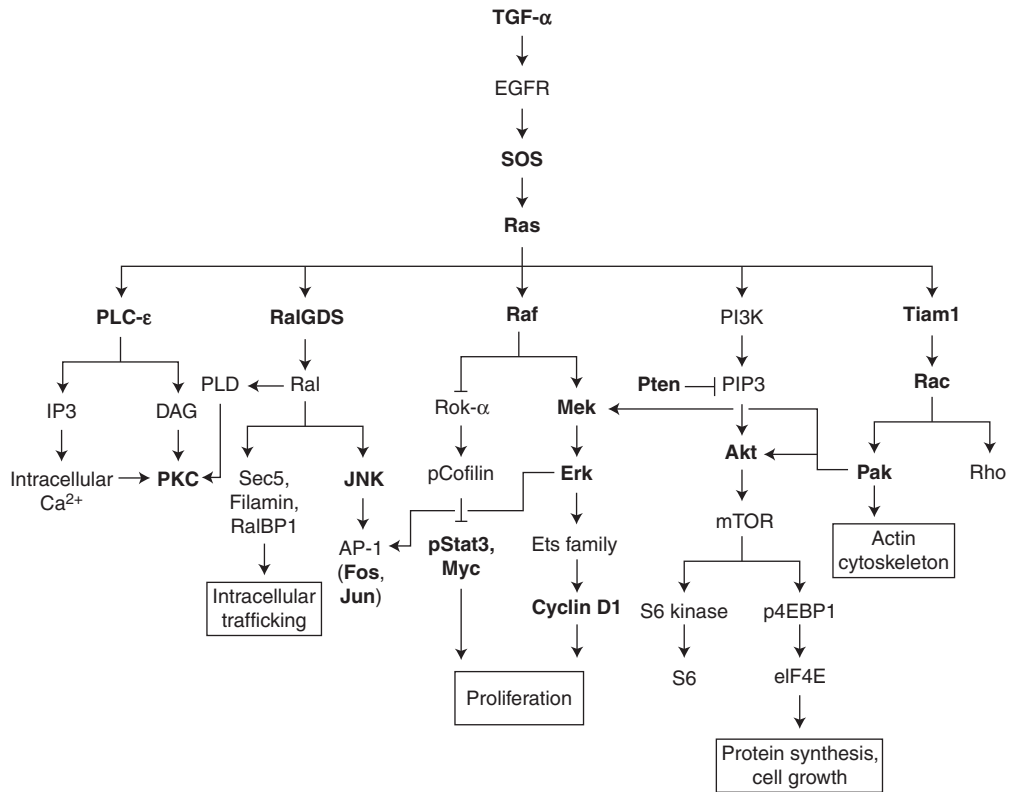 TGF-α
EGFR
SOS
Ras
PLC-ε
RalGDS
Raf
PI3K
Tiam1
IP3
DAG
PLD
Ral
Rok-α
Mek
Pten
PIP3
Rac
Intracellular
Ca²⁺
PKC
Sec5,
Filamin,
RalBP1
JNK
pCofilin
Erk
Akt
Pak
Rho
Intracellular
trafficking
AP-1
(Fos,
Jun)
pStat3,
Myc
Ets family
mTOR
Actin
cytoskeleton
Cyclin D1
S6 kinase
p4EBP1
Proliferation
S6
elF4E
Protein synthesis,
cell growth